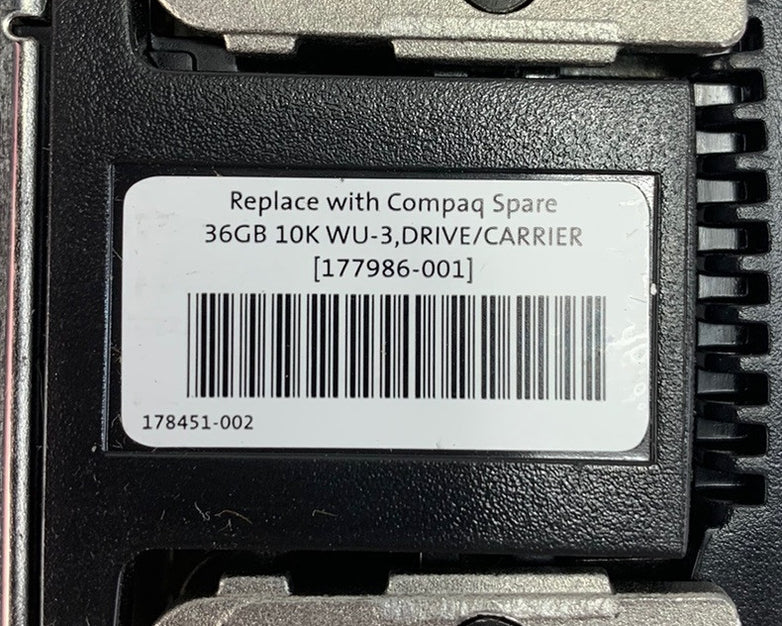 Replace with Compaq Spare
36GB 10K WU-3,DRIVE/CARRIER
[177986-001]
178451-002